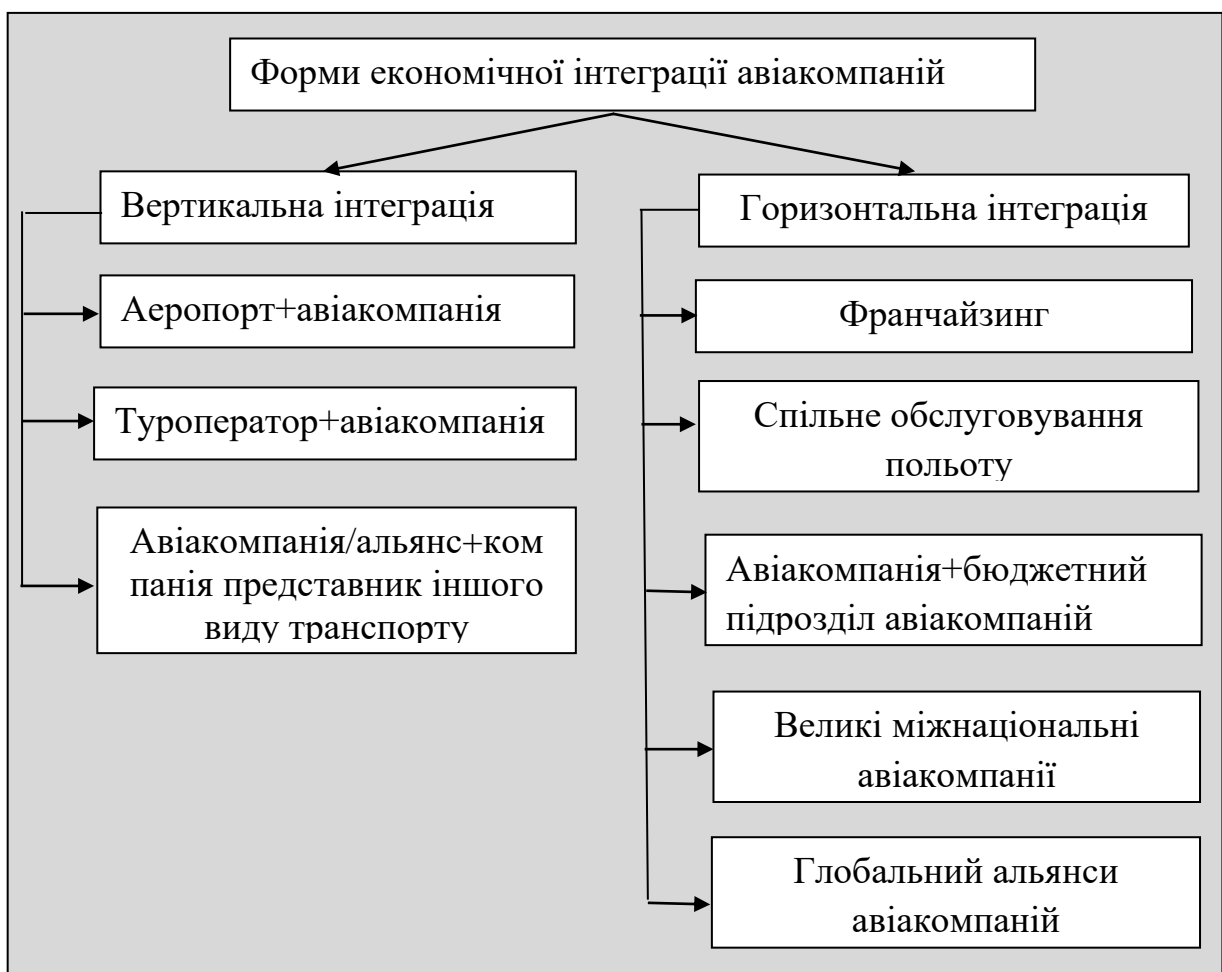 Форми економічної інтеграції авіакомпаній
Вертикальна інтеграція
Аеропорт+авіакомпанія
Туроператор+авіакомпанія
Авіакомпанія/альянс+ком
панія представник іншого
виду транспорту
Горизонтальна інтеграція
Франчайзинг
Спільне обслуговування
польоту
Авіакомпанія+бюджетний
підрозділ авіакомпаній
Великі міжнаціональні
авіакомпанії
Глобальний альянси
авіакомпаній